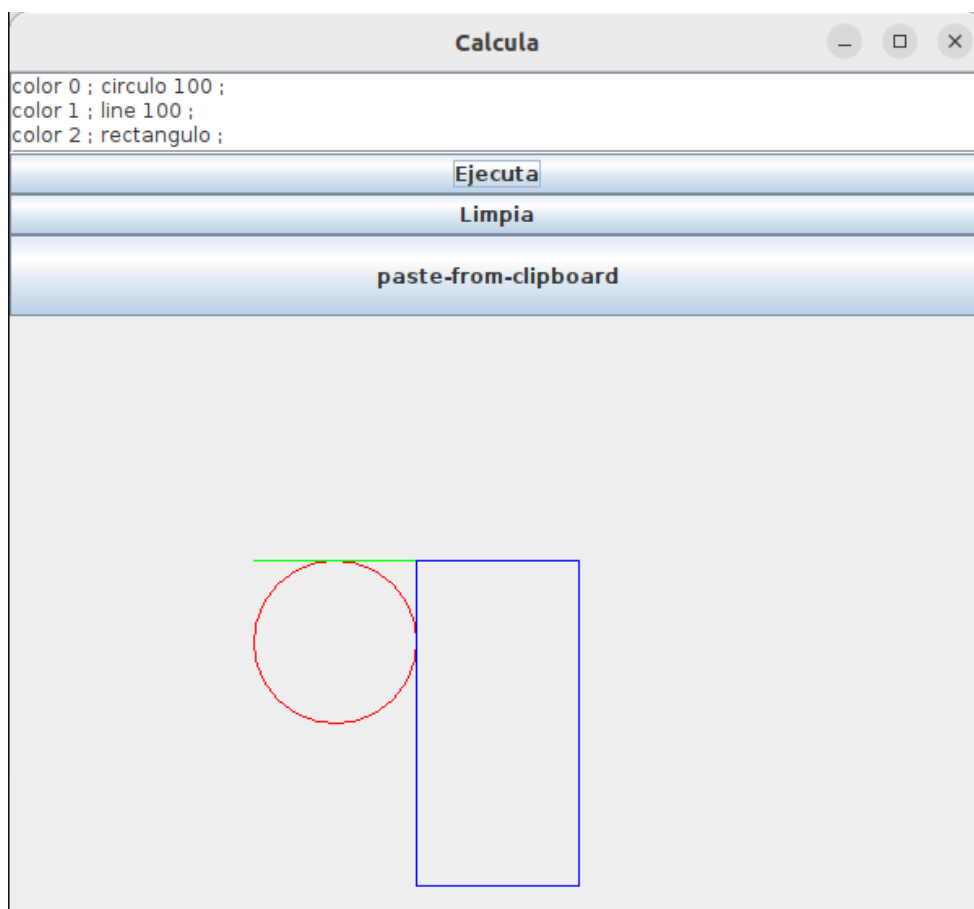 Calcula
color 0 ; circulo 100 ;
color 1 ; line 100 ;
color 2 ; rectangulo ;
Ejecuta
Limpia
paste-from-clipboard